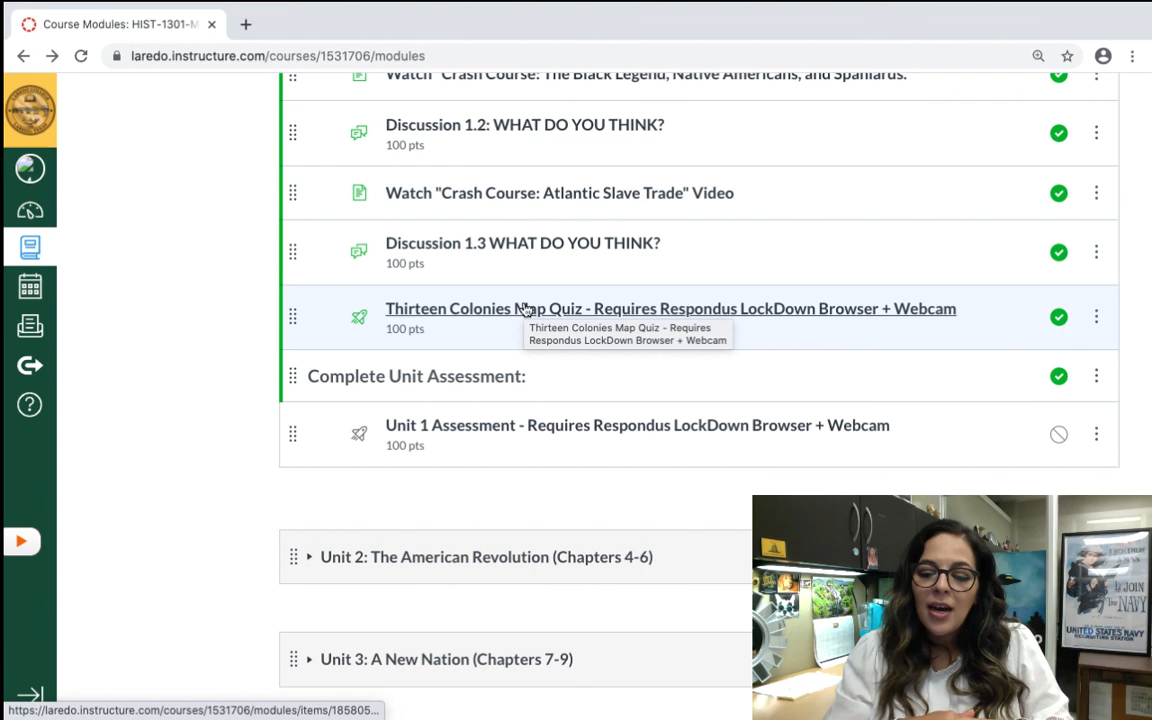 Course Modules: HIST-1301-M
laredo.instructure.com/courses/1531706/modules
Watch "Crash Course: The Black Legend, Native Americans, and Spaniards.
Discussion 1.2: WHAT DO YOU THINK?
100 pts
Watch "Crash Course: Atlantic Slave Trade" Video
Discussion 1.3 WHAT DO YOU THINK?
100 pts
Thirteen Colonies Map Quiz - Requires Respondus LockDown Browser + Webcam
100 pts
Thirteen Colonies Map Quiz - Requires
Respondus LockDown Browser + Webcam
Complete Unit Assessment:
Unit 1 Assessment - Requires Respondus LockDown Browser + Webcam
100 pts
Unit 2: The American Revolution (Chapters 4-6)
Unit 3: A New Nation (Chapters 7-9)
JOIN
THE NAVY
UNITED STATES NAVY
RECRUITING STATION
https://laredo.instructure.com/courses/1531706/modules/items/185805...